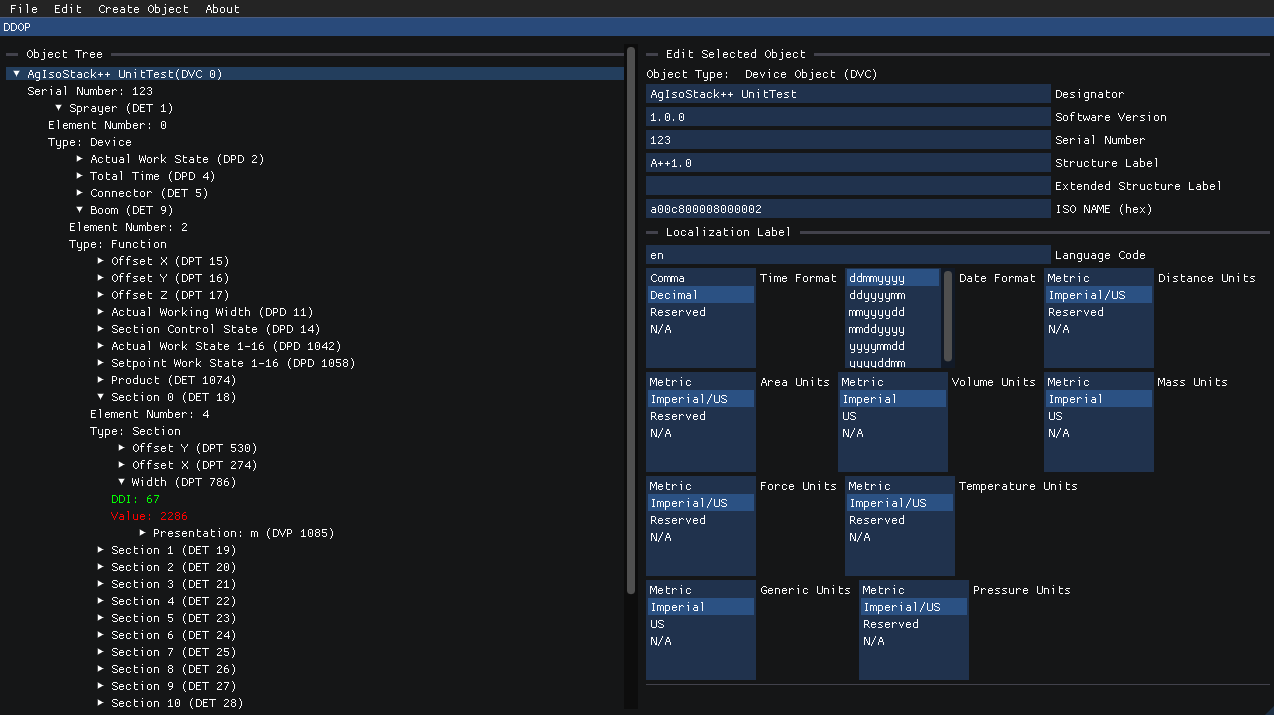 File Edit Create Object About
DDOP
Object Tree
AgIsoStack++ UnitTest(DVC 0)
Serial Number: 123
Sprayer (DET 1)
Element Number: 0
Type: Device
Actual Work State (DPD 2)
Total Time (DPD 4)
Connector (DET 5)
Boom (DET 9)
Element Number: 2
Type: Function
Offset X (DPT 15)
Offset Y (DPT 16)
Offset Z (DPT 17)
Actual Working Width (DPD 11)
Section Control State (DPD 14)
Actual Work State 1-16 (DPD 1042)
Setpoint Work State 1-16 (DPD 1058)
Product (DET 1074)
Section 0 (DET 18)
Element Number: 4
Type: Section
Offset Y (DPT 530)
Offset X (DPT 274)
Width (DPT 786)
DDI: 67
Value: 2286
Presentation: m (DVP 1085)
Section 1 (DET 19)
Section 2 (DET 20)
Section 3 (DET 21)
Section 4 (DET 22)
Section 5 (DET 23)
Section 6 (DET 24)
Section 7 (DET 25)
Section 8 (DET 26)
Section 9 (DET 27)
Section 10 (DET 28)
Edit Selected Object
Object Type: Device Object (DVC)
AgIsoStack++ UnitTest Designator
1.0.0 Software Version
123 Serial Number
A++1.0 Structure Label
Extended Structure Label
a00c800008000002 ISO NAME (hex)
Localization Label
en Language Code
Comma Time Format ddmmyyyy Date Format Metric Distance Units
Decimal ddyyyymm Imperial/US
Reserved mmyyyydd Reserved
N/A mmddyyyy N/A
yyyymmdd
yyyyddmm
Metric Area Units Metric Volume Units Metric Mass Units
Imperial/US Imperial Imperial
Reserved US US
N/A N/A N/A
Metric Force Units Metric Temperature Units
Imperial/US Imperial/US
Reserved Reserved
N/A N/A
Metric Generic Units Metric Pressure Units
Imperial Imperial/US
US Reserved
N/A N/A